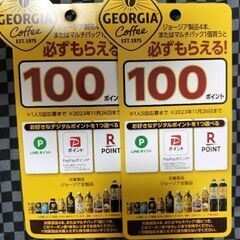 GEORGIA
Coffee
EST.1975
ジョージア製品4本、
またはマルチパック1個買うと
必ずもらえる!
100
ポイント
※1人5回応募まで ※2023年11月26日まで
お好きなデジタルポイントを1つ選べる
LINEポイント
PayPayポイント
R POINT
対象製品
ジョージア全製品
GEORGIA
Coffee
EST.1975
ジョージア製品4本、
またはマルチパック1個買うと
必ずもらえる!
100
ポイント
※1人5回応募まで ※2023年11月26日まで
お好きなデジタルポイントを1つ選べる
LINEポイント
PayPayポイント
R POINT
対象製品
ジョージア全製品